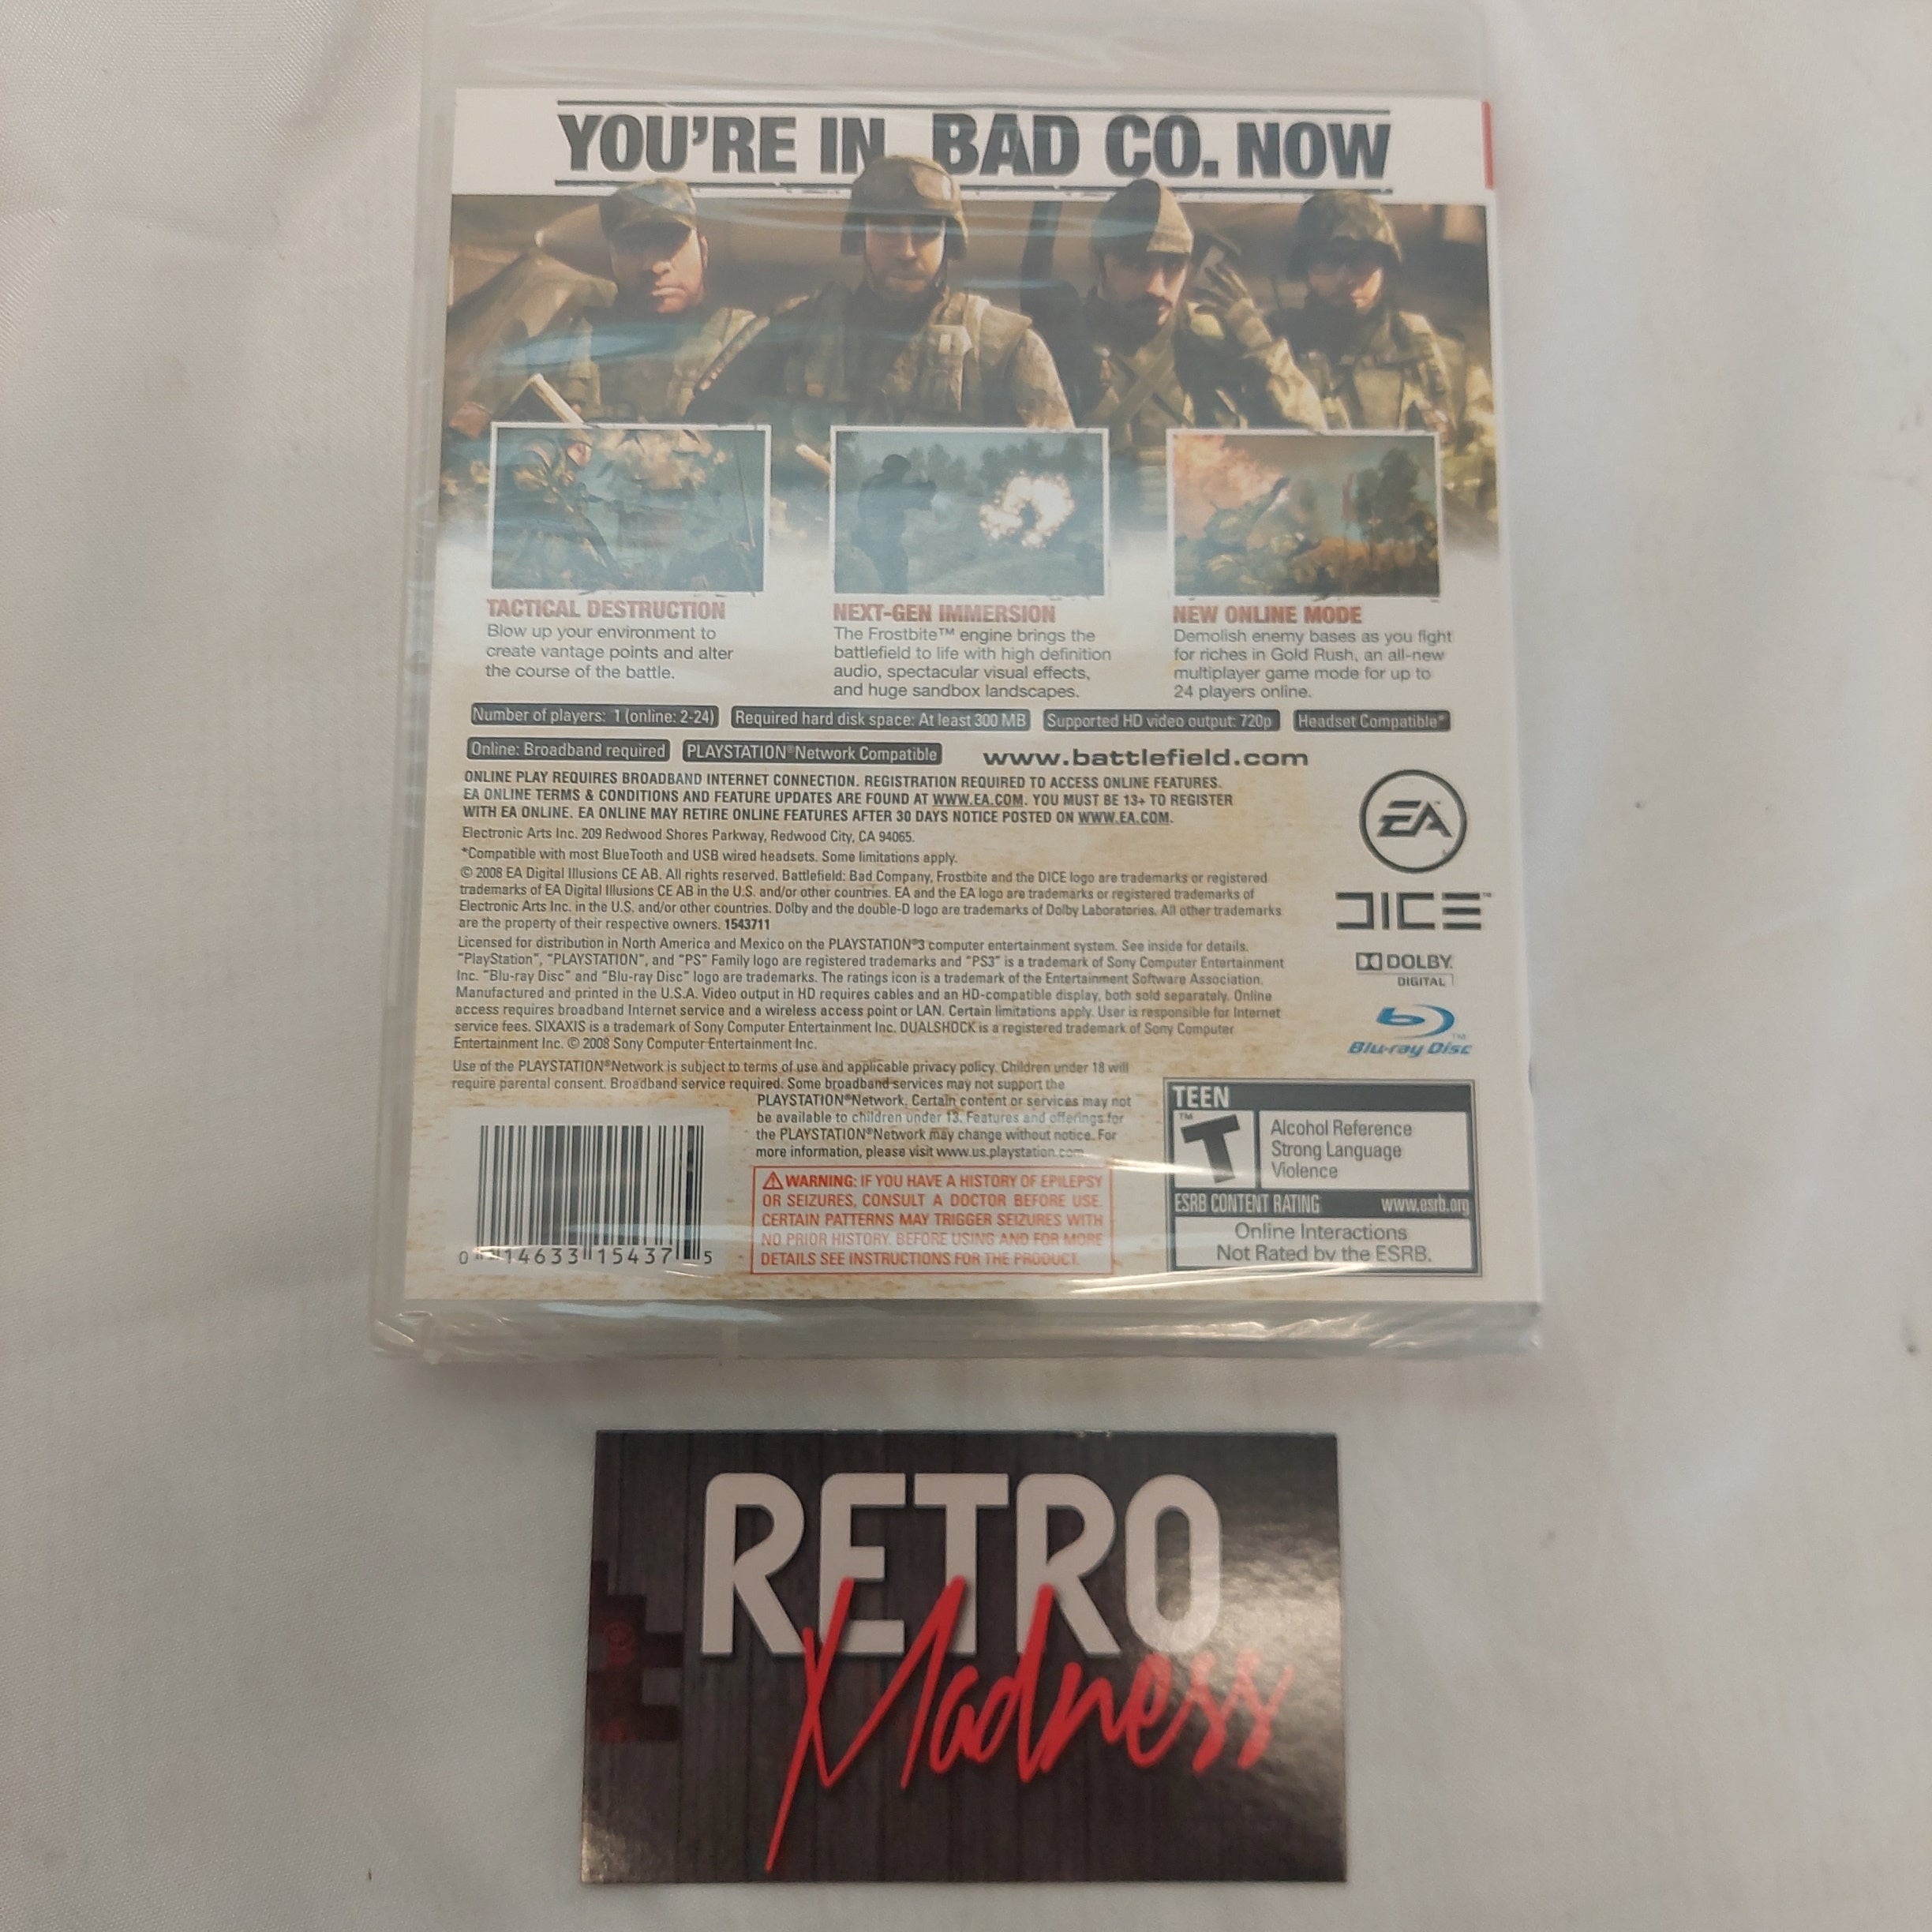 YOU'RE IN BAD CO. NOW
TACTICAL DESTRUCTION
Blow up your environment to
create vantage points and alter
the course of the battle.
NEXT-GEN IMMERSION
The Frostbite™ engine brings the
battlefield to life with high definition
audio, spectacular visual effects,
and huge sandbox landscapes.
NEW ONLINE MODE
Demolish enemy bases as you fight
for riches in Gold Rush, an all-new
multiplayer game mode for up to
24 players online.
Number of players: 1 (online: 2-24) Required hard disk space: At least 300 MB Supported HD video output: 720p Headset Compatible*
Online: Broadband required PLAYSTATION®Network Compatible www.battlefield.com
ONLINE PLAY REQUIRES BROADBAND INTERNET CONNECTION. REGISTRATION REQUIRED TO ACCESS ONLINE FEATURES.
EA ONLINE TERMS & CONDITIONS AND FEATURE UPDATES ARE FOUND AT WWW.EA.COM. YOU MUST BE 13+ TO REGISTER
WITH EA ONLINE. EA ONLINE MAY RETIRE ONLINE FEATURES AFTER 30 DAYS NOTICE POSTED ON WWW.EA.COM.
Electronic Arts Inc. 209 Redwood Shores Parkway, Redwood City, CA 94065.
*Compatible with most BlueTooth and USB wired headsets. Some limitations apply.
© 2008 EA Digital Illusions CE AB. All rights reserved. Battlefield: Bad Company, Frostbite and the DICE logo are trademarks or registered
trademarks of EA Digital Illusions CE AB in the U.S. and/or other countries. EA and the EA logo are trademarks or registered trademarks of
Electronic Arts Inc. in the U.S. and/or other countries. Dolby and the double-D logo are trademarks of Dolby Laboratories. All other trademarks
are the property of their respective owners. 1543711
Licensed for distribution in North America and Mexico on the PLAYSTATION®3 computer entertainment system. See inside for details.
"PlayStation", "PLAYSTATION", and "PS" Family logo are registered trademarks and "PS3" is a trademark of Sony Computer Entertainment
Inc. "Blu-ray Disc" and "Blu-ray Disc" logo are trademarks. The ratings icon is a trademark of the Entertainment Software Association.
Manufactured and printed in the U.S.A. Video output in HD requires cables and an HD-compatible display, both sold separately. Online
access requires broadband Internet service and a wireless access point or LAN. Certain limitations apply. User is responsible for Internet
service fees. SIXAXIS is a trademark of Sony Computer Entertainment Inc. DUALSHOCK is a registered trademark of Sony Computer
Entertainment Inc. © 2008 Sony Computer Entertainment Inc.
Use of the PLAYSTATION®Network is subject to terms of use and applicable privacy policy. Children under 18 will
require parental consent. Broadband service required. Some broadband services may not support the
PLAYSTATION®Network. Certain content or services may not
be available to children under 13. Features and offerings for
the PLAYSTATION®Network may change without notice. For
more information, please visit www.us.playstation.com
WARNING: IF YOU HAVE A HISTORY OF EPILEPSY
OR SEIZURES, CONSULT A DOCTOR BEFORE USE.
CERTAIN PATTERNS MAY TRIGGER SEIZURES WITH
NO PRIOR HISTORY. BEFORE USING AND FOR MORE
DETAILS SEE INSTRUCTIONS FOR THE PRODUCT.
0 14633 15437 5
EA™
DICE™
DOLBY
DIGITAL
Blu-ray Disc™
TEEN
T™
Alcohol Reference
Strong Language
Violence
ESRB CONTENT RATING www.esrb.org
Online Interactions
Not Rated by the ESRB.
RETRO
Madness